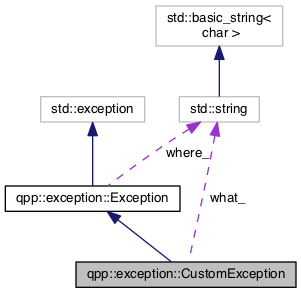 std::basic_string<
char >
std::exception
std::string
where_
qpp::exception::Exception
what_
qpp::exception::CustomException